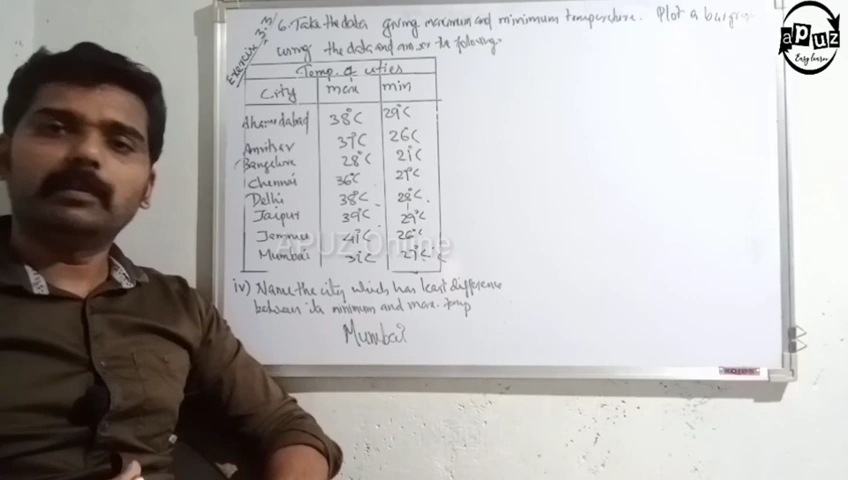 Exercise 3.3
6. Take the data giving maximum and minimum temperature. Plot a bar gra
using the data and answer the following.
Temp. of cities
City max min
Ahamedabad 38°C 29°C
Amritsar 37°C 26°C
Bangalore 28°C 21°C
Chennai 36°C 27°C
Delhi 38°C 28°C
Jaipur 39°C 29°C
Jammu 41°C 26°C
Mumbai 31°C 27°C
iv) Name the city which has least difference
between its minimum and max. temp
Mumbai
APUZ Online
apuz
Easy learn